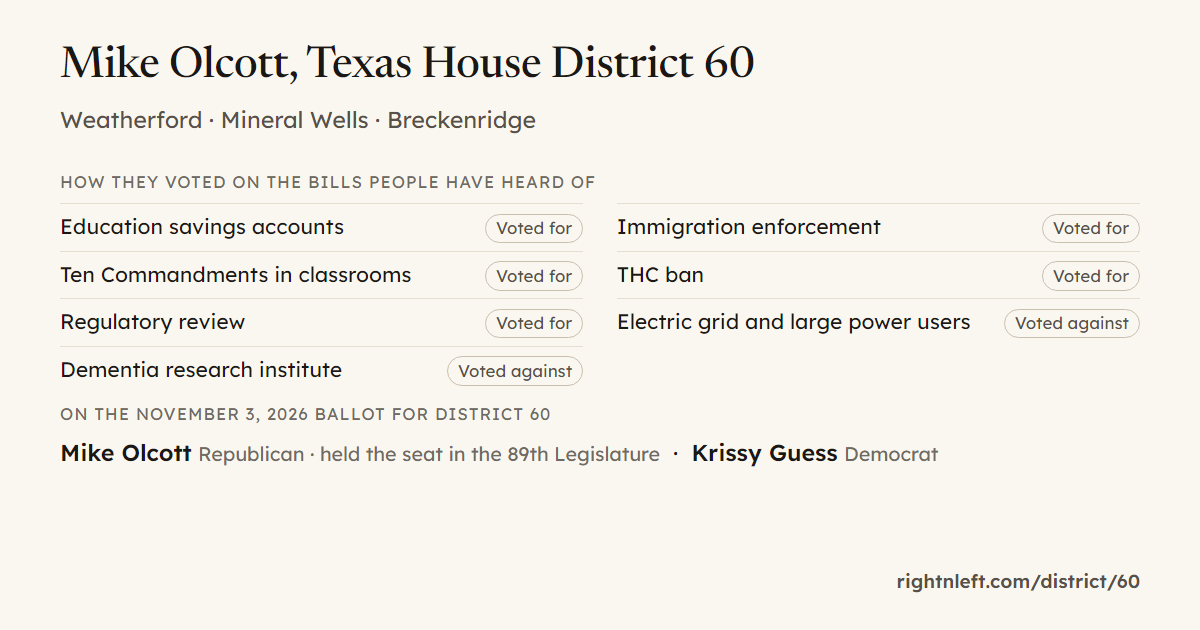 Mike Olcott, Texas House District 60
Weatherford · Mineral Wells · Breckenridge
HOW THEY VOTED ON THE BILLS PEOPLE HAVE HEARD OF
Education savings accounts Voted for
Immigration enforcement Voted for
Ten Commandments in classrooms Voted for
THC ban Voted for
Regulatory review Voted for
Electric grid and large power users Voted against
Dementia research institute Voted against
ON THE NOVEMBER 3, 2026 BALLOT FOR DISTRICT 60
Mike Olcott Republican · held the seat in the 89th Legislature · Krissy Guess Democrat
rightnleft.com/district/60